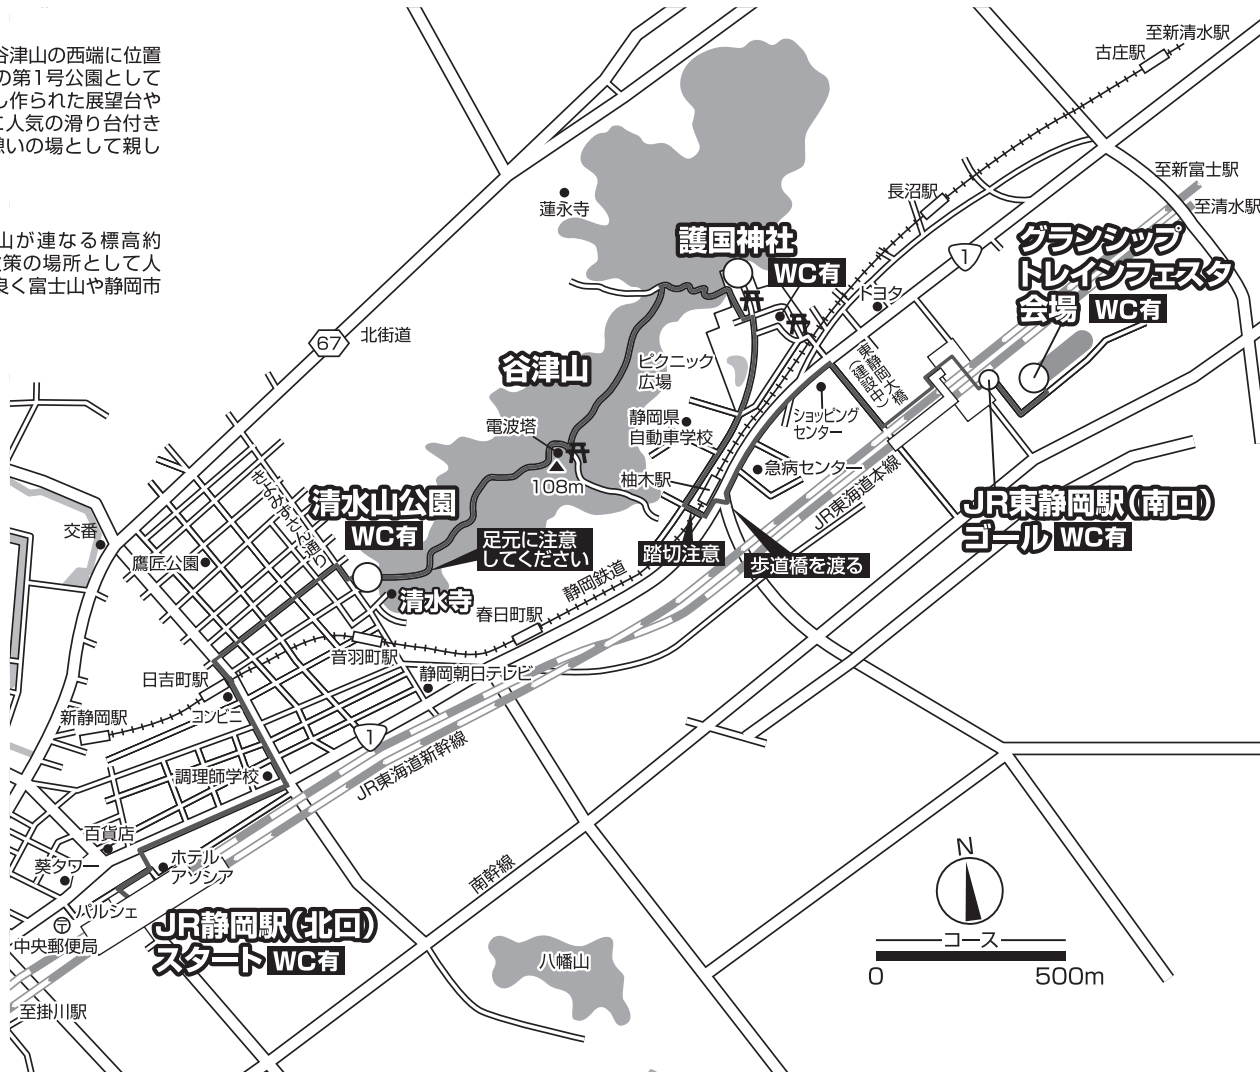 谷津山の西端に位置
の第1号公園として
し作られた展望台や
に人気の滑り台付き
憩いの場として親し
山が連なる標高約
策の場所として人
良く富士山や静岡市
至新清水駅
古庄駅
至新富士駅
至清水駅
長沼駅
蓮永寺
護国神社
WC有
グランシップ
トレインフェスタ
会場 WC有
1
ドヨタ
67
北街道
谷津山
ピクニック
広場
東静岡大橋
(建設中)
ショッピング
センター
静岡県
自動車学校
電波塔
108m
柚木駅
急病センター
JR東海道本線
きよみずさん通り
清水山公園
WC有
JR東静岡駅(南口)
ゴール WC有
足元に注意
してください
踏切注意
歩道橋を渡る
交番
鷹匠公園
清水寺
静岡鉄道
春日町駅
音羽町駅
静岡朝日テレビ
日吉町駅
コンビニ
新静岡駅
1
JR東海道新幹線
調理師学校
百貨店
葵タワー
ホテル
アソシア
南幹線
パルシェ
〒
中央郵便局
JR静岡駅(北口)
スタート WC有
八幡山
至掛川駅
N
コース
0 500m